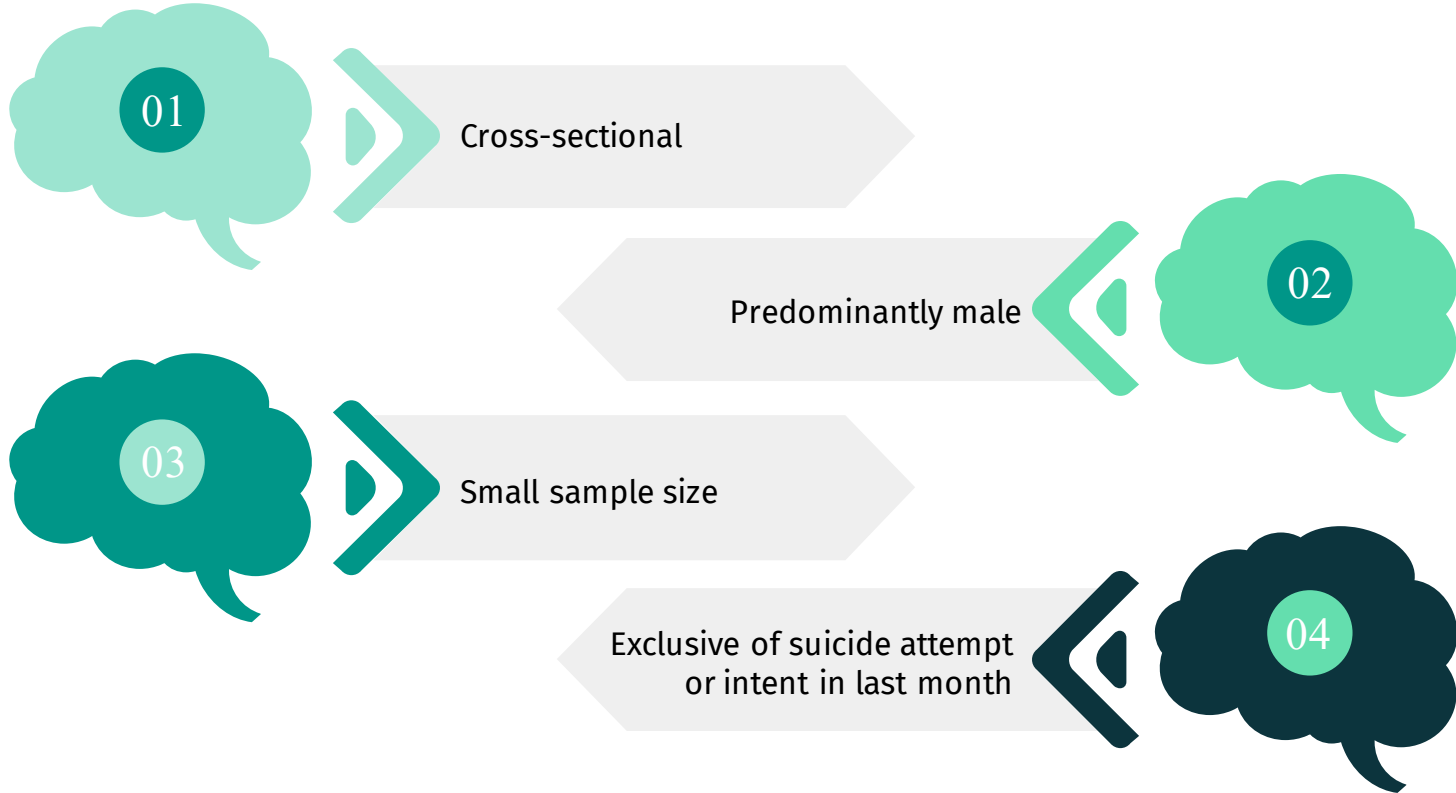 01
Cross-sectional
02
Predominantly male
03
Small sample size
04
Exclusive of suicide attempt
or intent in last month